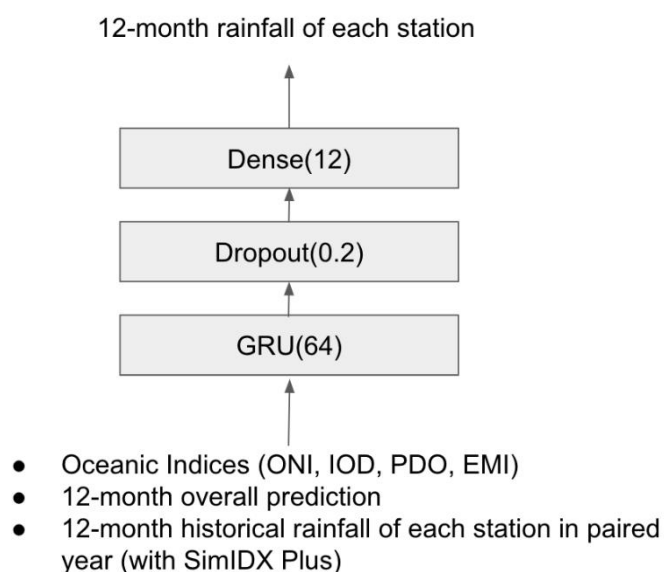 12-month rainfall of each station
Dense(12)
Dropout(0.2)
GRU(64)
● Oceanic Indices (ONI, IOD, PDO, EMI)
● 12-month overall prediction
● 12-month historical rainfall of each station in paired
year (with SimIDX Plus)